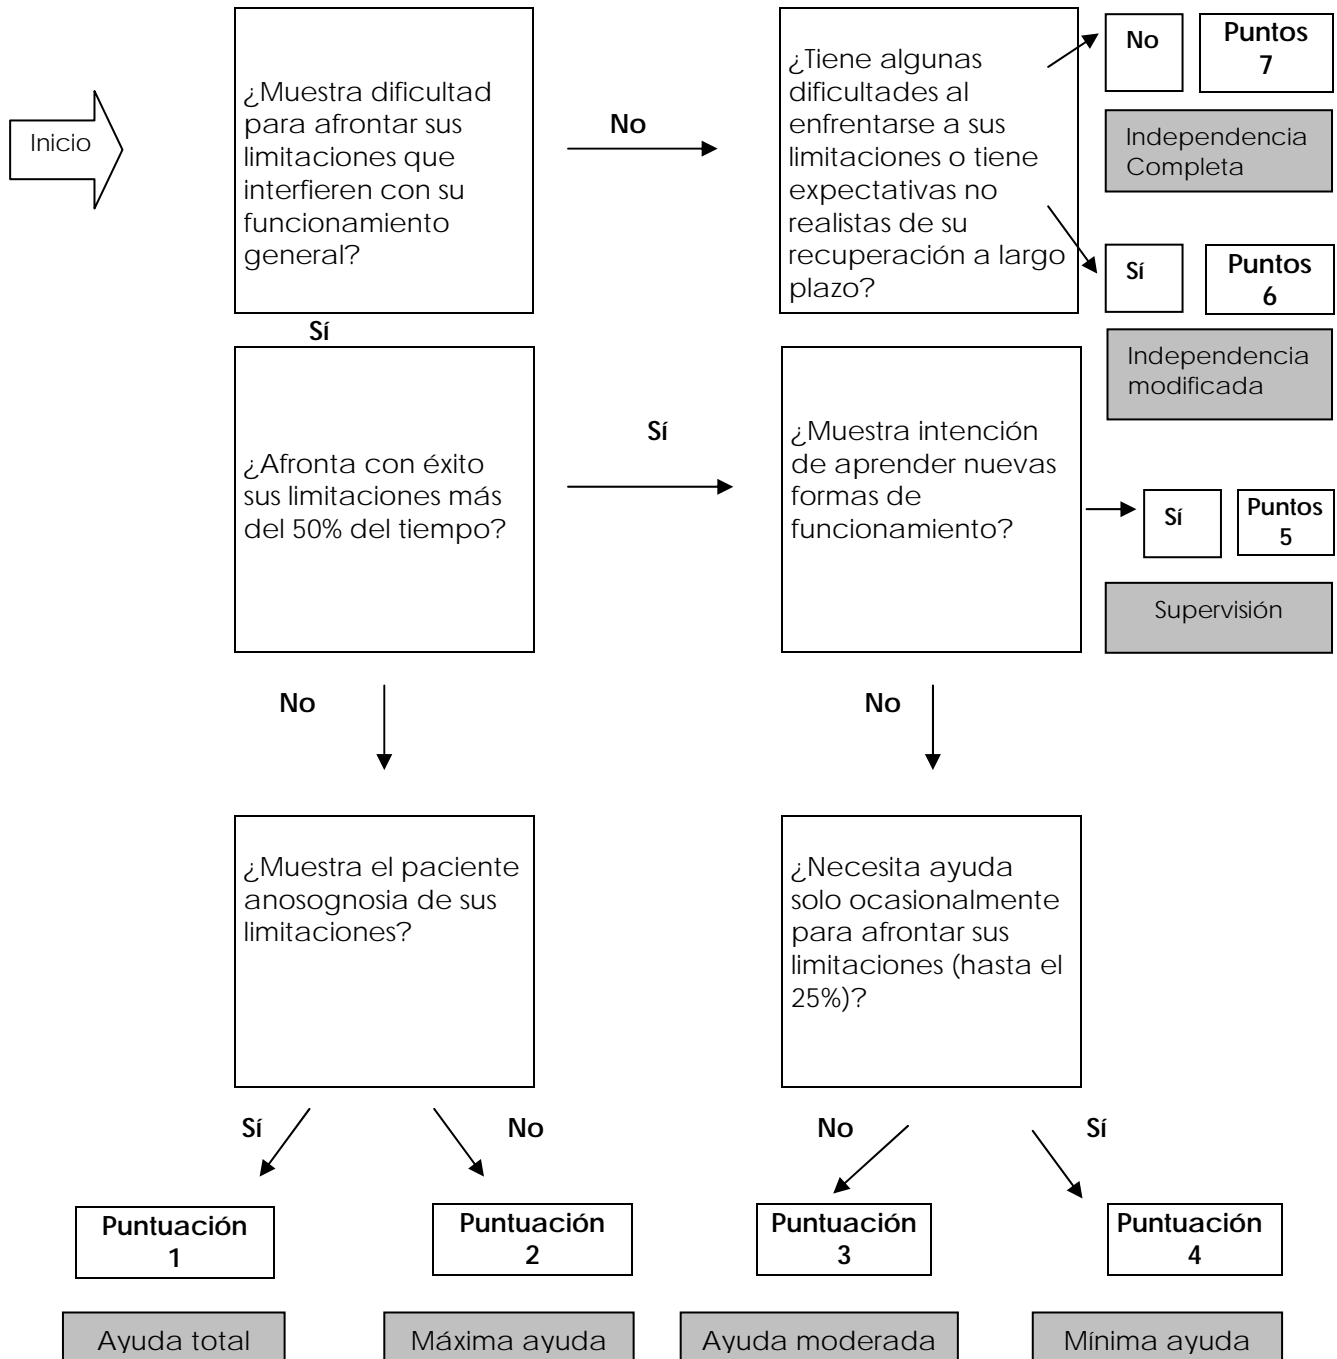 Inicio
¿Muestra dificultad
para afrontar sus
limitaciones que
interfieren con su
funcionamiento
general?
No
¿Tiene algunas
dificultades al
enfrentarse a sus
limitaciones o tiene
expectativas no
realistas de su
recuperación a largo
plazo?
No
Puntos
7
Independencia
Completa
Sí
Puntos
6
Independencia
modificada
Sí
¿Afronta con éxito
sus limitaciones más
del 50% del tiempo?
Sí
¿Muestra intención
de aprender nuevas
formas de
funcionamiento?
Sí
Puntos
5
Supervisión
No
No
¿Muestra el paciente
anosognosia de sus
limitaciones?
¿Necesita ayuda
solo ocasionalmente
para afrontar sus
limitaciones (hasta el
25%)?
Sí
No
No
Sí
Puntuación
1
Puntuación
2
Puntuación
3
Puntuación
4
Ayuda total
Máxima ayuda
Ayuda moderada
Mínima ayuda